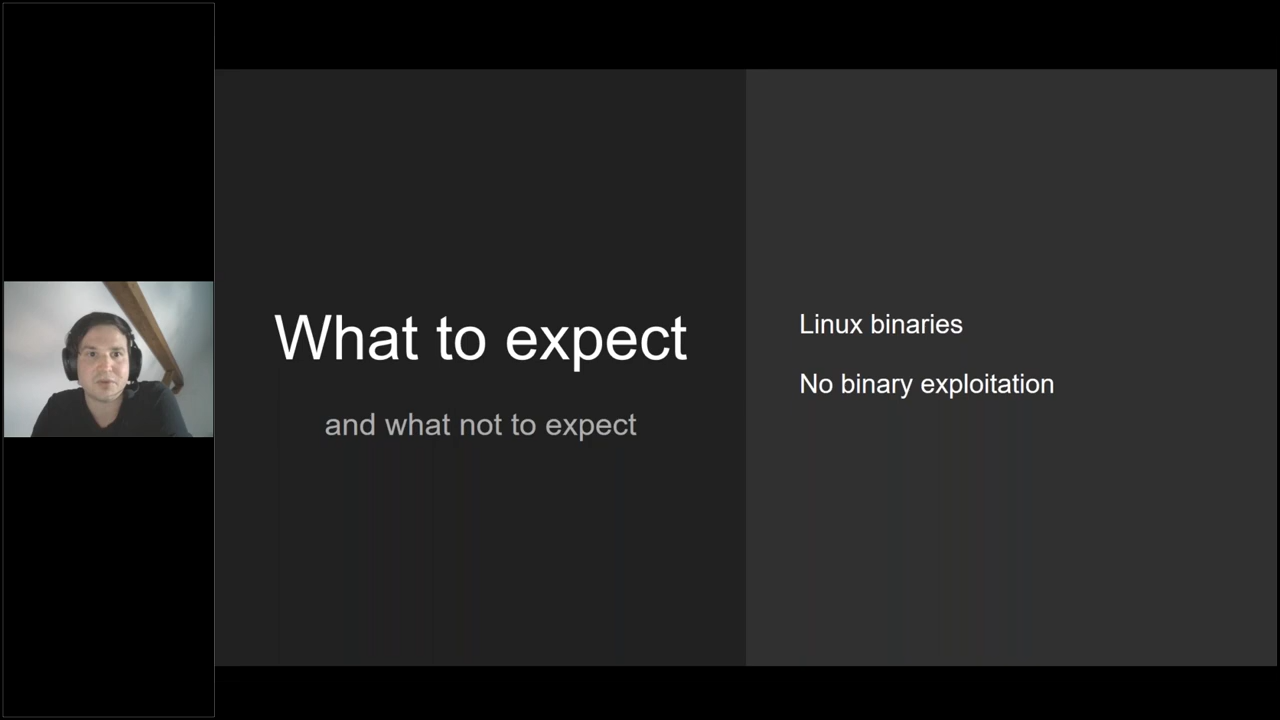 What to expect
and what not to expect
Linux binaries
No binary exploitation